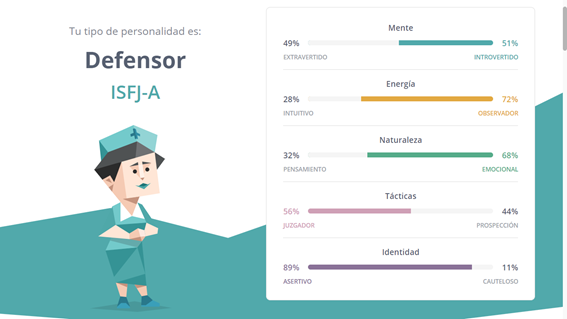 Tu tipo de personalidad es:
Defensor
ISFJ-A
Mente
49% 51%
EXTRAVERTIDO INTROVERTIDO
Energía
28% 72%
INTUITIVO OBSERVADOR
Naturaleza
32% 68%
PENSAMIENTO EMOCIONAL
Tácticas
56% 44%
JUZGADOR PROSPECCIÓN
Identidad
89% 11%
ASERTIVO CAUTELOSO